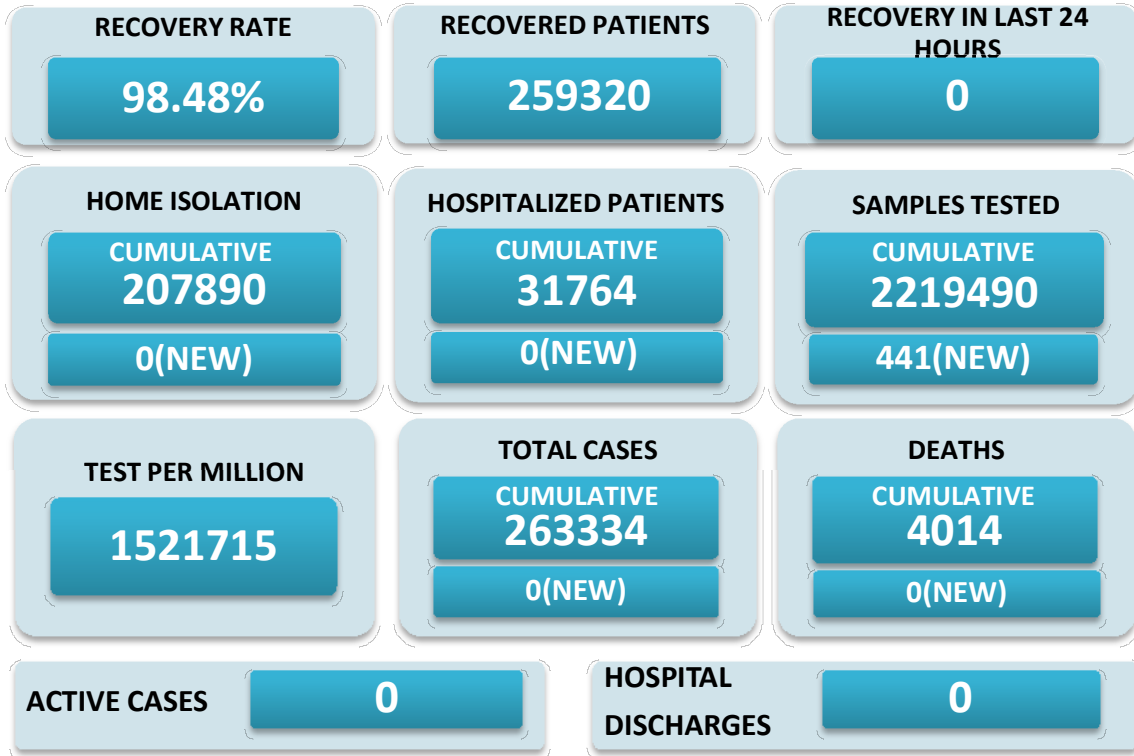 RECOVERY RATE
98.48%
RECOVERED PATIENTS
259320
RECOVERY IN LAST 24
HOURS
0
HOME ISOLATION
CUMULATIVE
207890
0(NEW)
HOSPITALIZED PATIENTS
CUMULATIVE
31764
0(NEW)
SAMPLES TESTED
CUMULATIVE
2219490
441(NEW)
TEST PER MILLION
1521715
TOTAL CASES
CUMULATIVE
263334
0(NEW)
DEATHS
CUMULATIVE
4014
0(NEW)
ACTIVE CASES
0
HOSPITAL
DISCHARGES
0